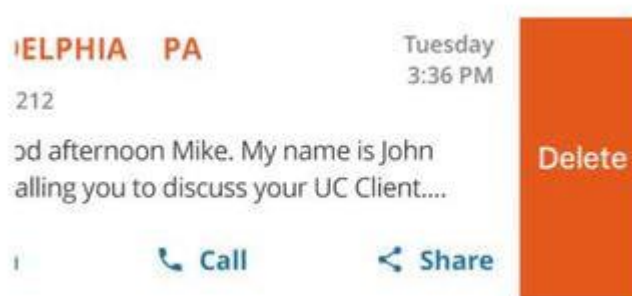 ELPHIA PA
Tuesday
3:36 PM
212
od afternoon Mike. My name is John
alling you to discuss your UC Client....
Call
Share
Delete